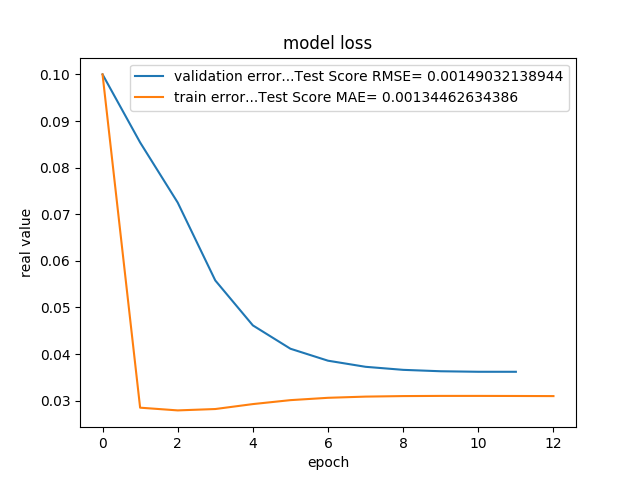 model loss
validation error...Test Score RMSE= 0.00149032138944
train error...Test Score MAE= 0.00134462634386
0.10
0.09
0.08
0.07
0.06
0.05
0.04
0.03
real value
0 2 4 6 8 10 12
epoch